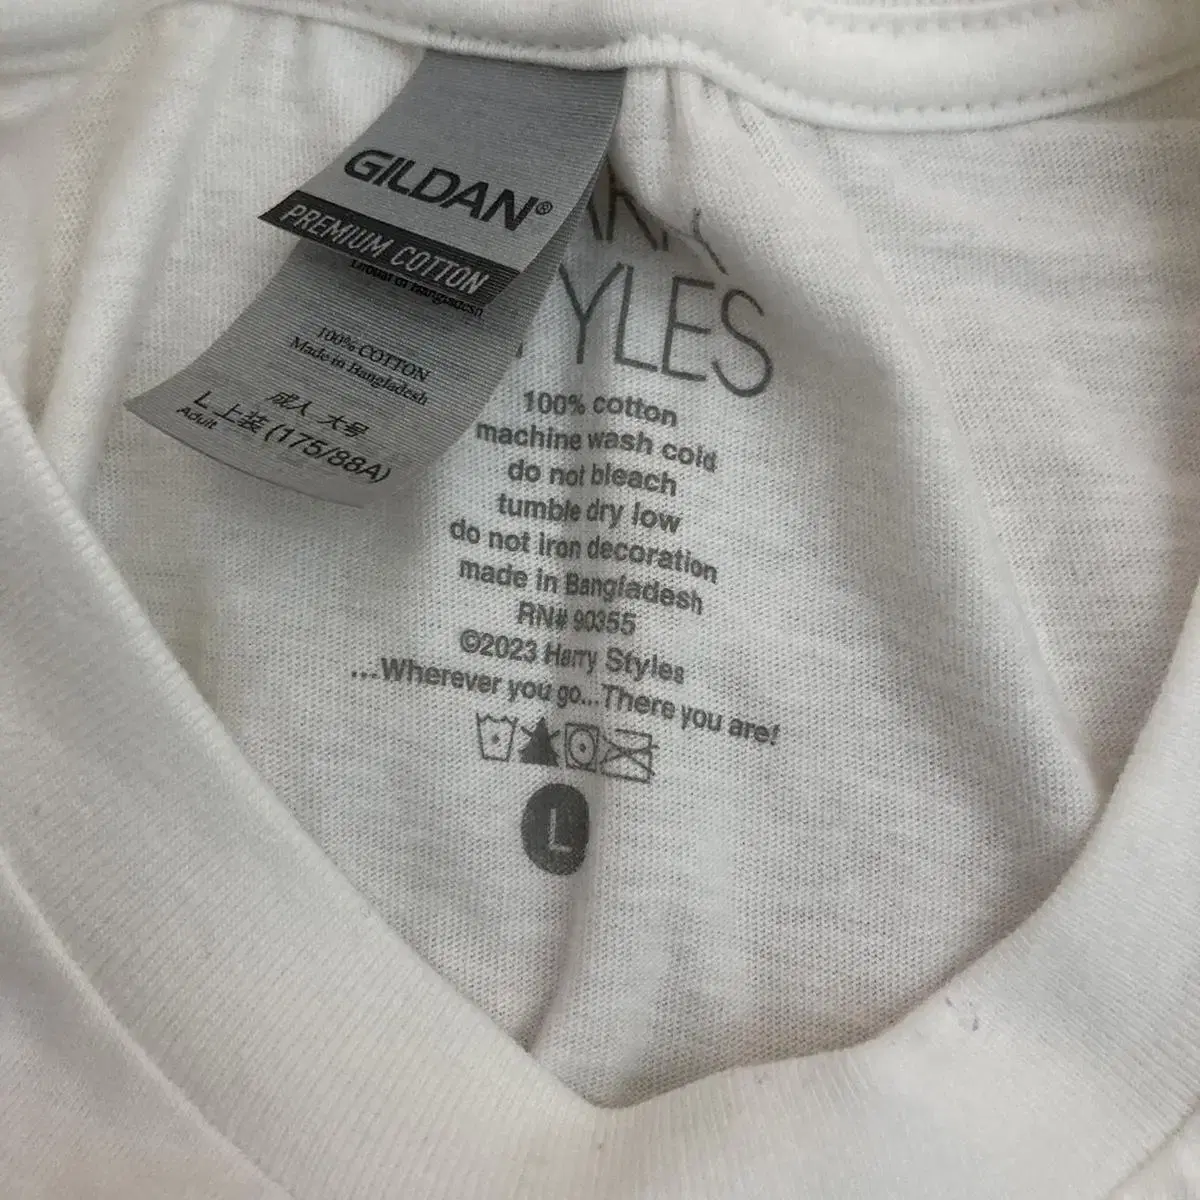 GILDAN®
PREMIUM COTTON
of Bangladesh
100% COTTON
Made in Bangladesh
成人 大号
L 上装 (175/88A)
Adult
YLES
100% cotton
machine wash cold
do not bleach
tumble dry low
do not iron decoration
made in Bangladesh
RN# 90355
©2023 Harry Styles
...Wherever you go...There you are!
L